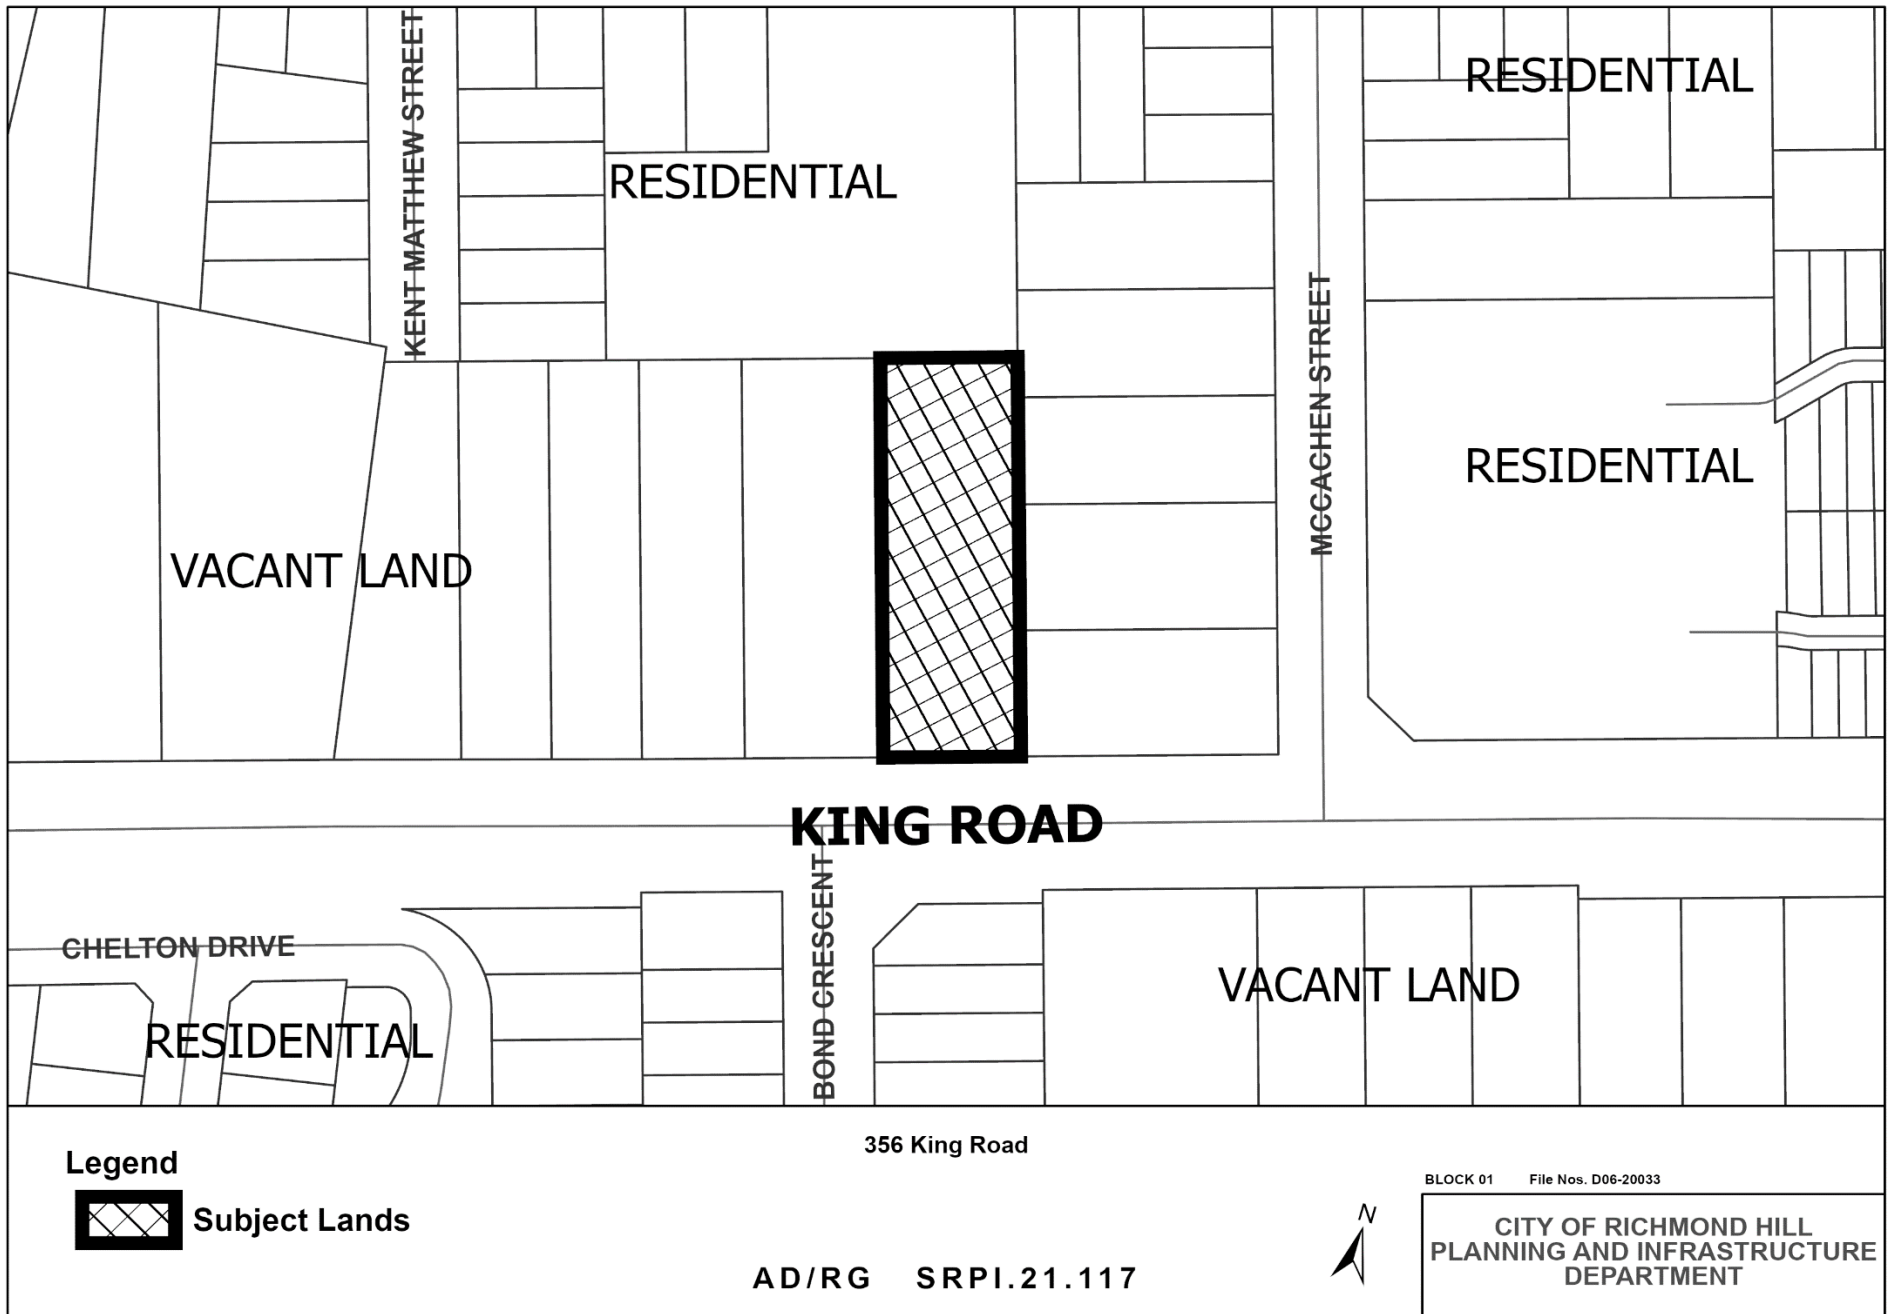 KENT MATTHEW STREET
RESIDENTIAL
RESIDENTIAL
MCCACHEN STREET
RESIDENTIAL
VACANT LAND
KING ROAD
BOND CRESCENT
CHELTON DRIVE
RESIDENTIAL
VACANT LAND
356 King Road
Legend
Subject Lands
AD/RG SRPI.21.117
N
BLOCK 01 File Nos. D06-20033
CITY OF RICHMOND HILL
PLANNING AND INFRASTRUCTURE
DEPARTMENT